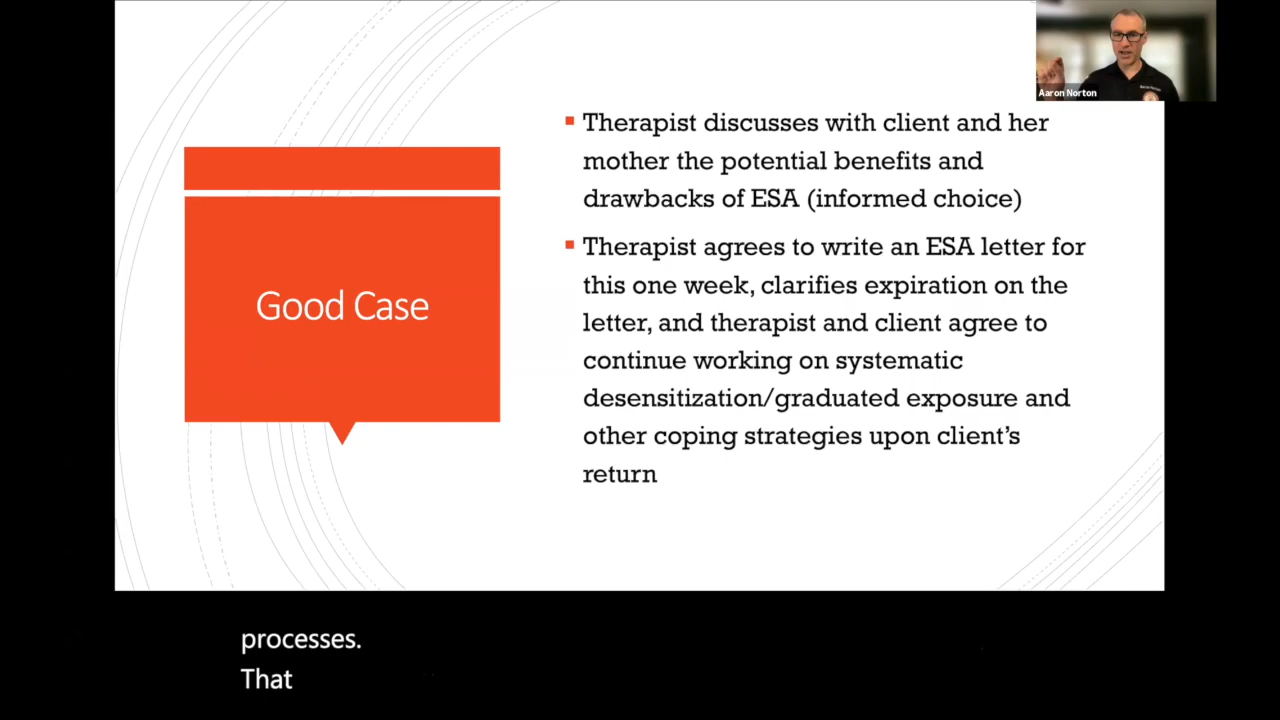 Aaron Norton
Good Case
Therapist discusses with client and her
mother the potential benefits and
drawbacks of ESA (informed choice)
Therapist agrees to write an ESA letter for
this one week, clarifies expiration on the
letter, and therapist and client agree to
continue working on systematic
desensitization/graduated exposure and
other coping strategies upon client’s
return
processes.
That